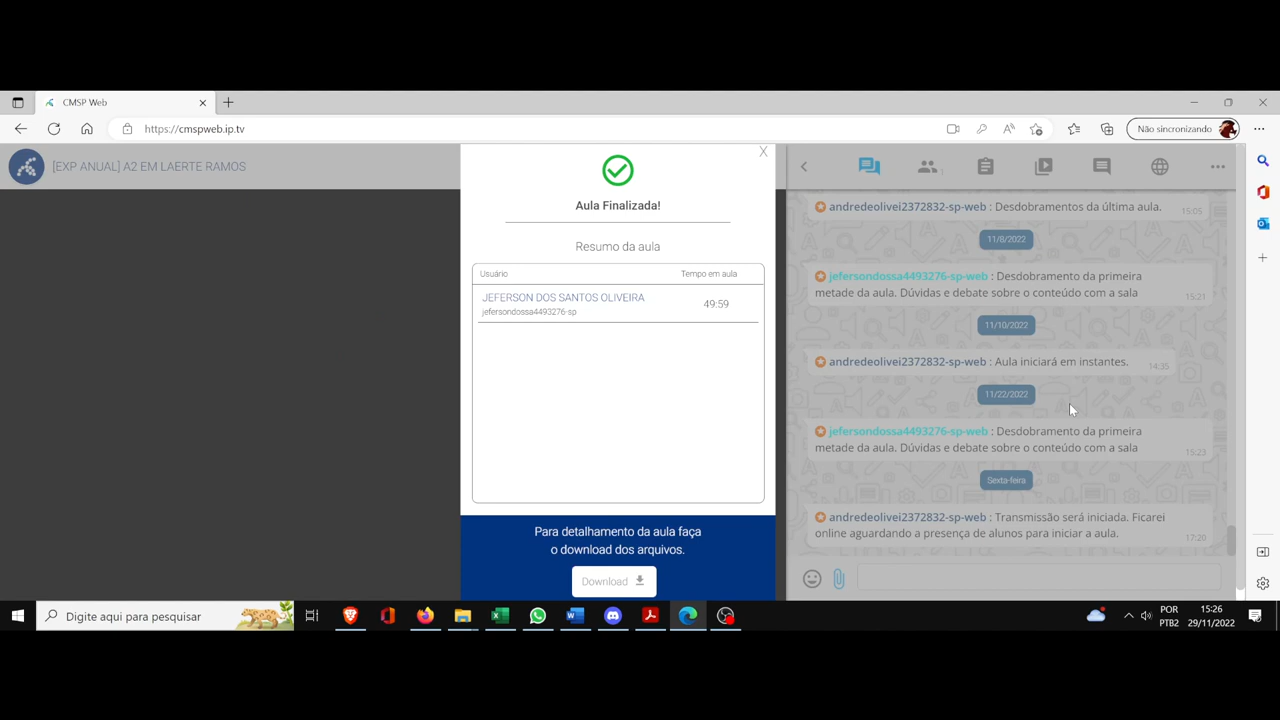 CMSP Web
https://cmspweb.ip.tv
Não sincronizando
[EXP ANUAL] A2 EM LAERTE RAMOS
X
Aula Finalizada!
Resumo da aula
Usuário Tempo em aula
JEFERSON DOS SANTOS OLIVEIRA 49:59
jefersondossa4493276-sp
Para detalhamento da aula faça
o download dos arquivos.
Download
1
andredeolivei2372832-sp-web : Desdobramentos da última aula. 15:05
11/8/2022
jefersondossa4493276-sp-web : Desdobramento da primeira
metade da aula. Dúvidas e debate sobre o conteúdo com a sala 15:21
11/10/2022
andredeolivei2372832-sp-web : Aula iniciará em instantes. 14:35
11/22/2022
jefersondossa4493276-sp-web : Desdobramento da primeira
metade da aula. Dúvidas e debate sobre o conteúdo com a sala 15:23
Sexta-feira
andredeolivei2372832-sp-web : Transmissão será iniciada. Ficarei
online aguardando a presença de alunos para iniciar a aula. 17:20
Digite aqui para pesquisar
POR 15:26
PTB2 29/11/2022